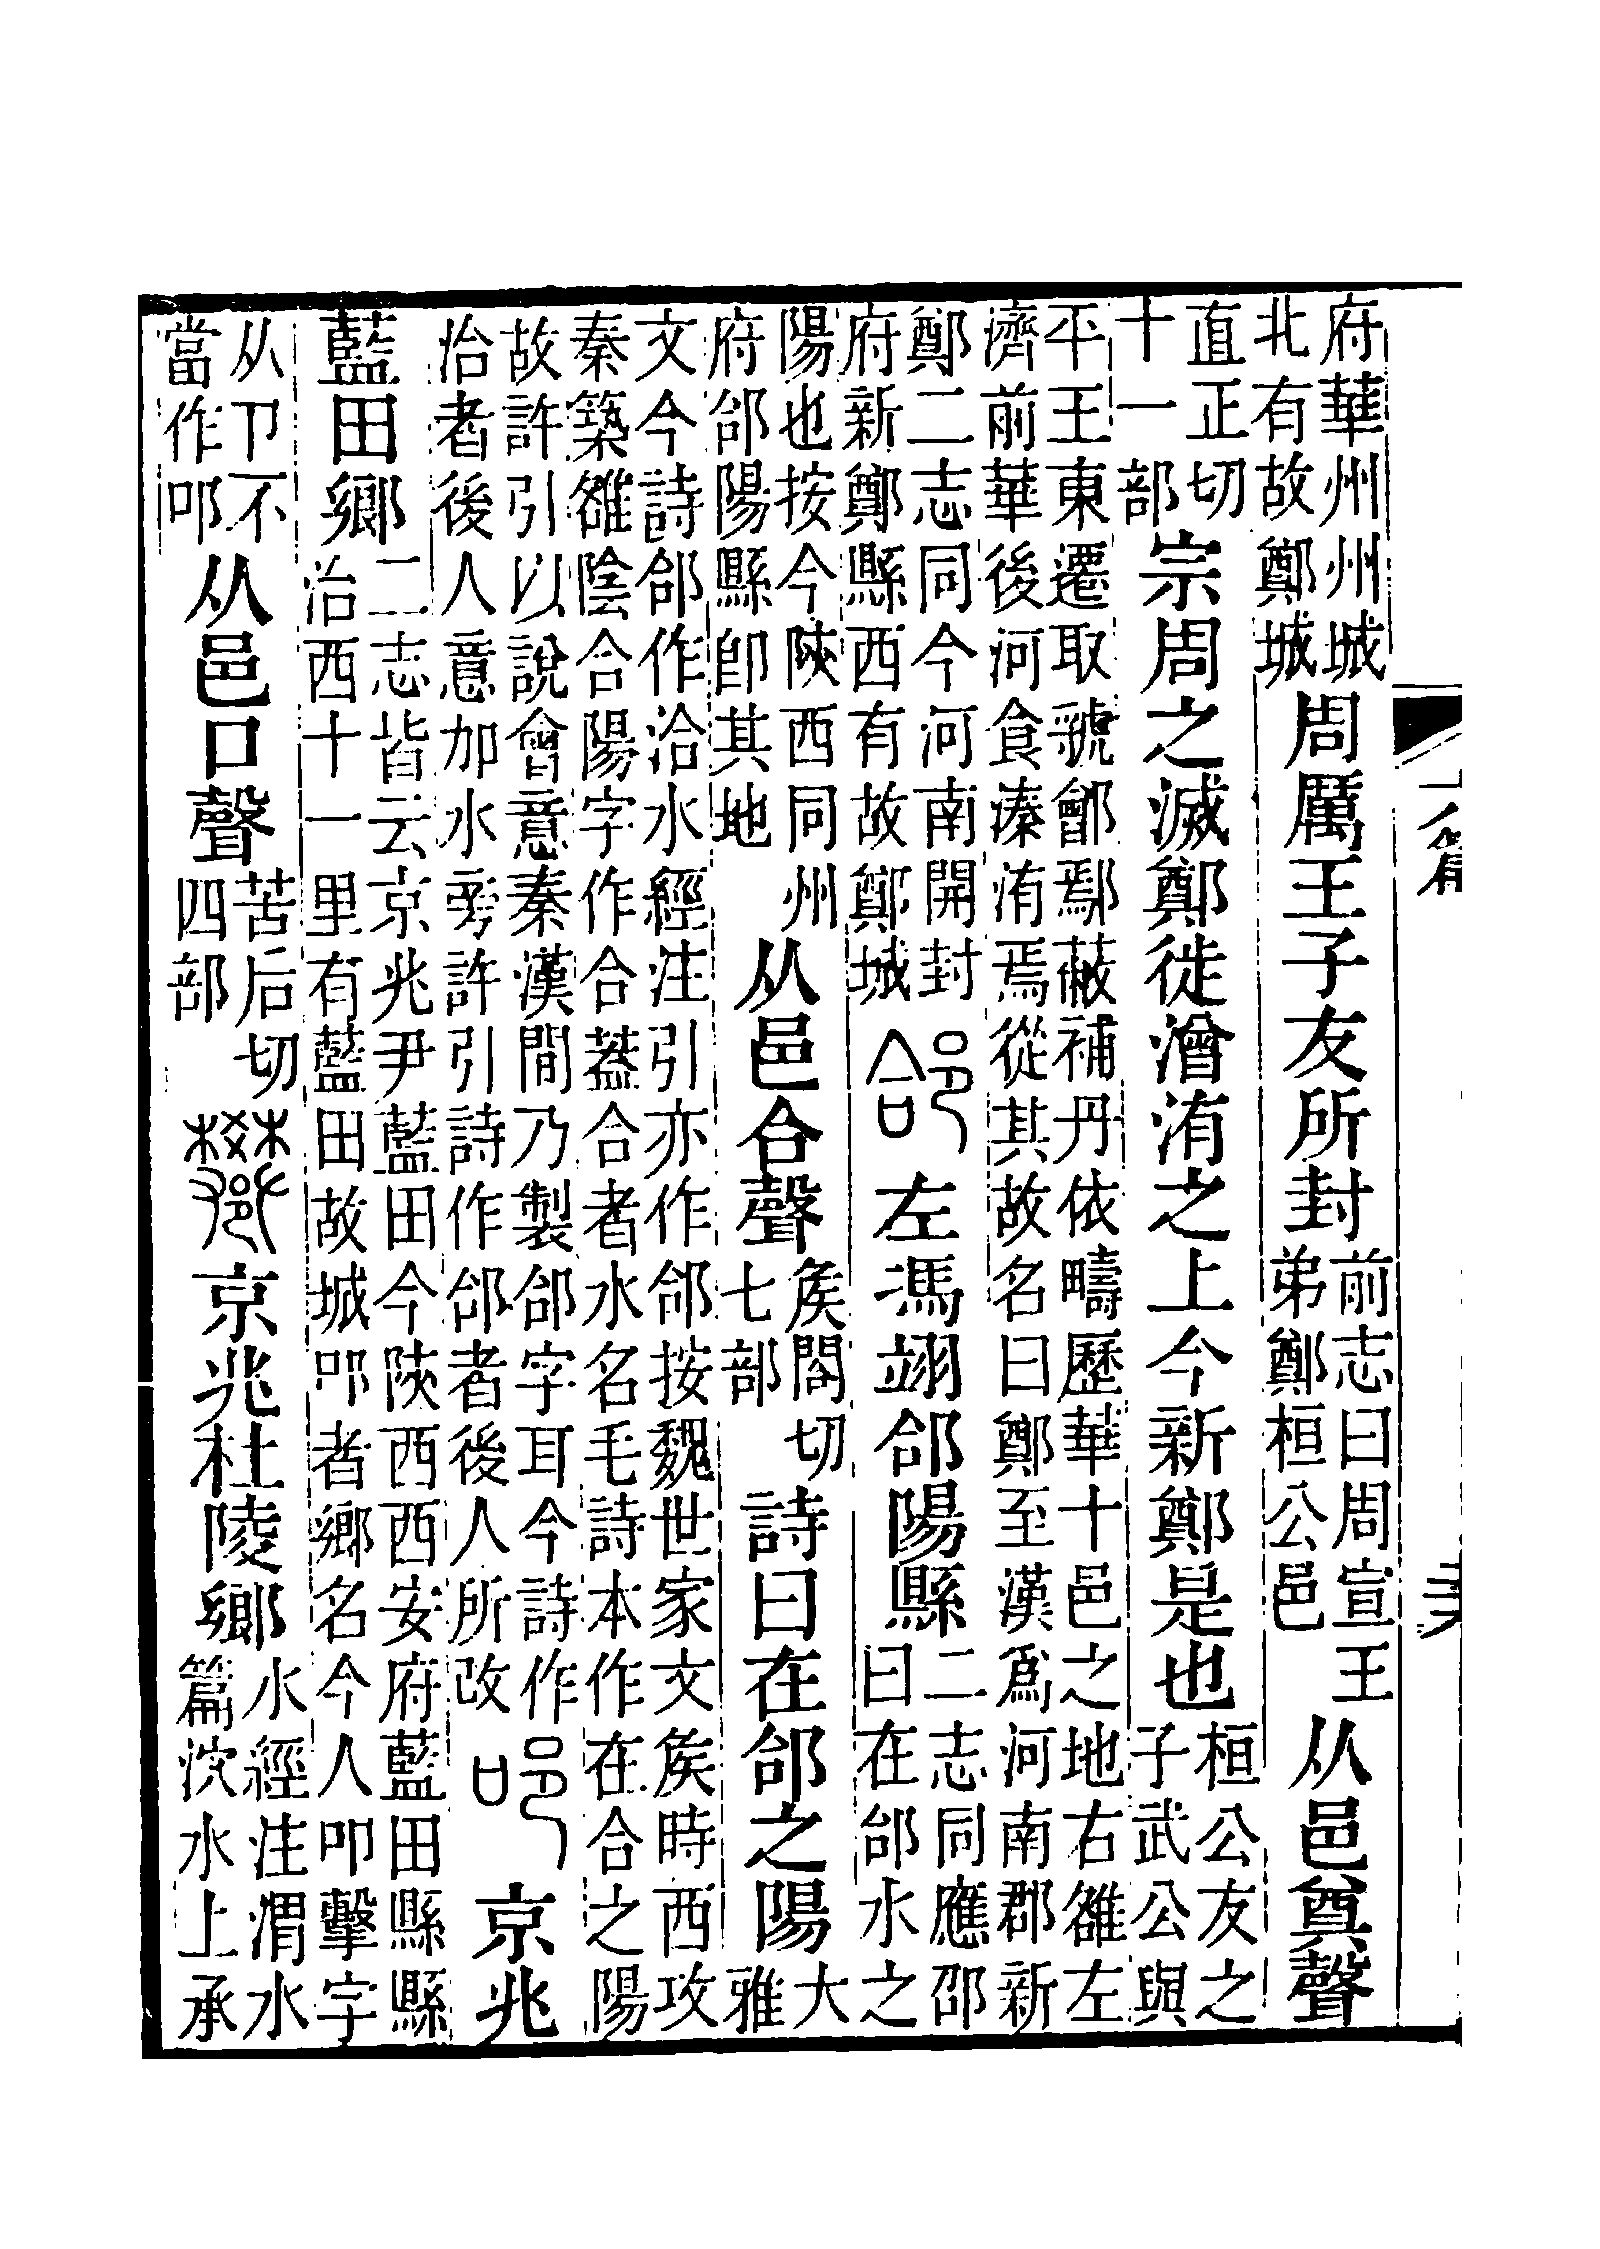 府華州州城北有故鄭城周厲王子友所封前志曰周宣王弟鄭桓公邑从邑奠聲
直正切十一部宗周之滅鄭徙潧洧之上今新鄭是也桓公友之子武公與
平王東遷取虢鄶鄢蔽補丹依疇歷華十邑之地右雒左濟前華後河食溱洧焉從其故名曰鄭至漢爲河南郡新
鄭二志同今河南開封府新鄭縣西有故鄭城郃左馮翊郃陽縣二志同應邵曰在郃水之
陽也按今陝西同州府郃陽縣卽其地从邑合聲矦閤切七部詩曰在郃之陽大雅
文今詩郃作洽水經注引亦作郃按魏世家文矦時西攻秦築雒陰合陽字作合葢合者水名毛詩本作在合之陽
故許引以說會意秦漢閒乃製郃字耳今詩作洽者後人意加水旁許引詩作郃者後人所改叩京兆
藍田鄉二志皆云京兆尹藍田今陝西西安府藍田縣縣治西十一里有藍田故城叩者鄉名今人叩擊字
从卩不當作叩从邑口聲苦后切四部京兆杜陵鄉水經注渭水篇沇水上承